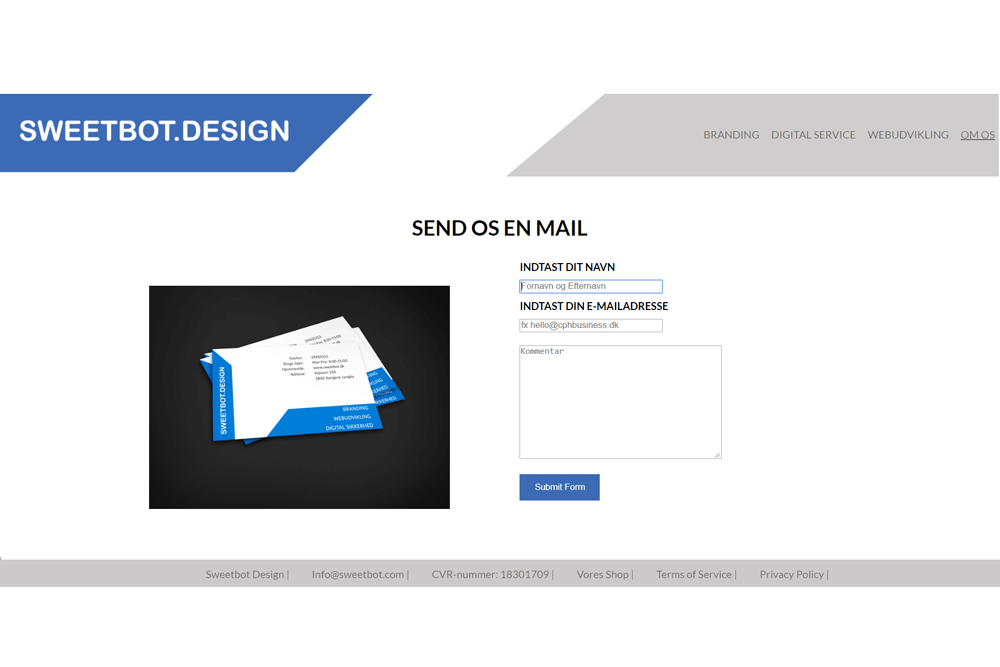 SWEETBOT.DESIGN
BRANDING DIGITAL SERVICE WEBUDVIKLING OM OS
SEND OS EN MAIL
INDTAST DIT NAVN
Fornavn og Efternavn
INDTAST DIN E-MAILADRESSE
fx hello@cphbusiness.dk
Kommentar
Submit Form
SWEETBOT.DESIGN
Telefon:
Ringe tider: Man-Fre: 8:00-15:00
Hjemmeside: www.sweetbot.dk
Adresse:
2800 Kongens Lyngby
BRANDING
WEBUDVIKLING
DIGITAL SIKKERHED
Sweetbot Design | Info@sweetbot.com | CVR-nummer: 18301709 | Vores Shop | Terms of Service | Privacy Policy |